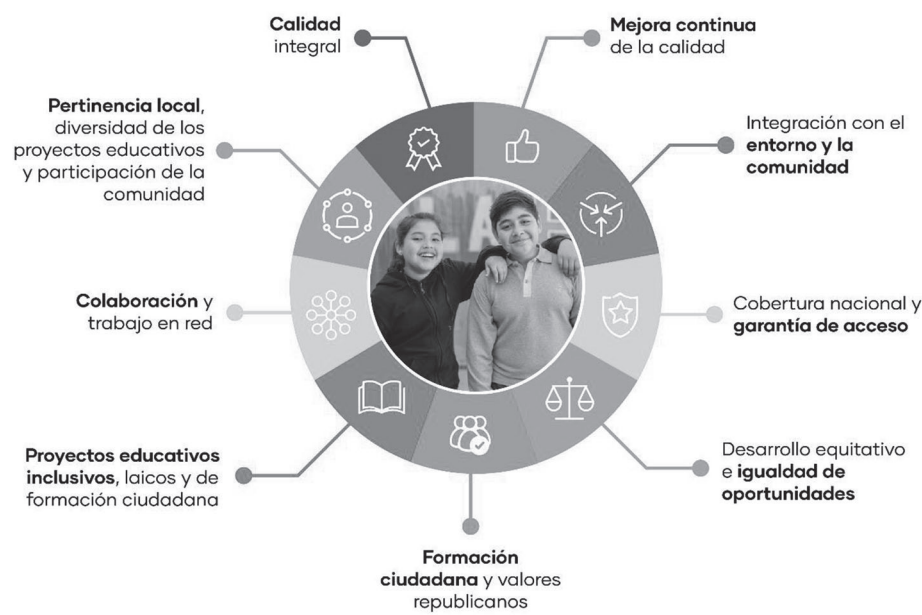 Calidad
integral
Mejora continua
de la calidad
Integración con el
entorno y la
comunidad
Cobertura nacional y
garantía de acceso
Desarrollo equitativo
e igualdad de
oportunidades
Formación
ciudadana y valores
republicanos
Proyectos educativos
inclusivos, laicos y de
formación ciudadana
Colaboración y
trabajo en red
Pertinencia local,
diversidad de los
proyectos educativos
y participación de la
comunidad